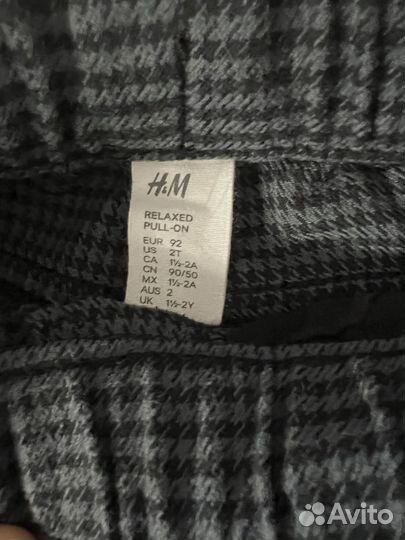 H&M
RELAXED
PULL-ON
EUR 92
US 2T
CA 1½-2A
CN 90/50
MX 1½-2A
AUS 2
UK 1½-2Y
Avito